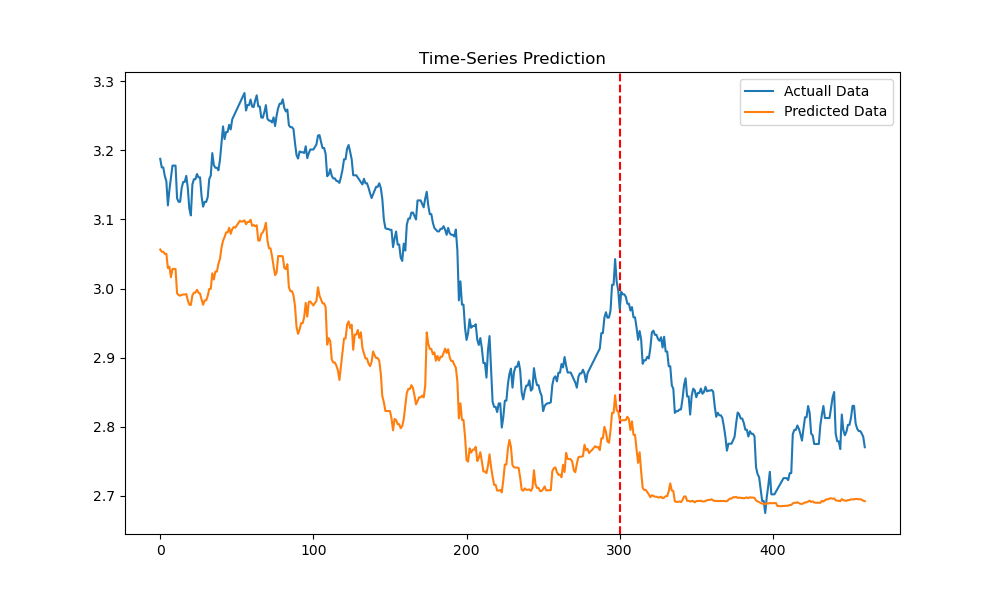 Time-Series Prediction
Actuall Data
Predicted Data
3.3
3.2
3.1
3.0
2.9
2.8
2.7
0 100 200 300 400